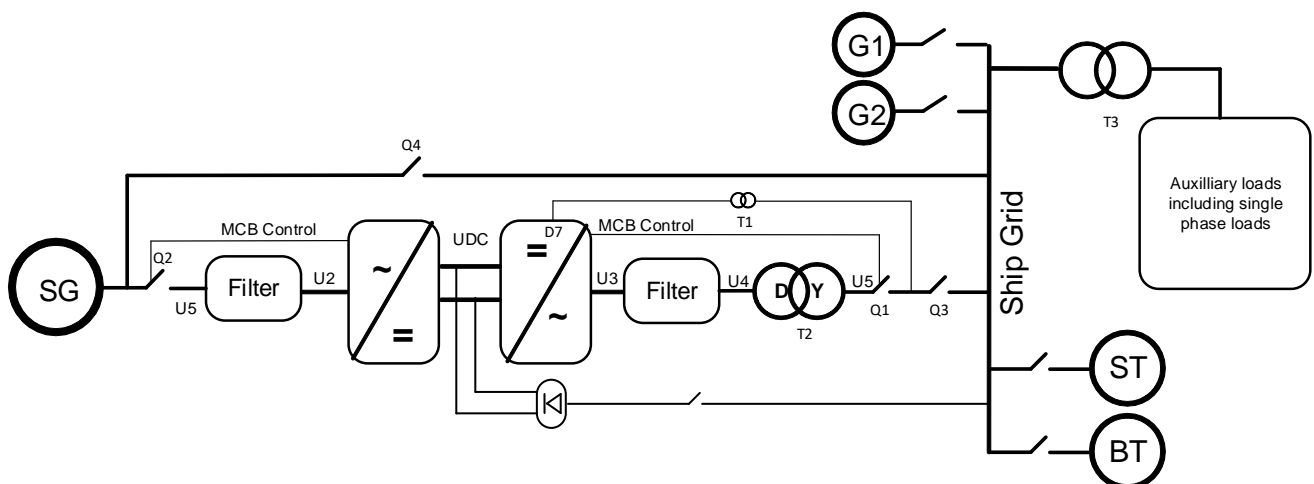 G1
G2
T3
Auxilliary loads
including single
phase loads
Q4
T1
MCB Control
MCB Control
UDC
D7
~
=
=
~
SG
Q2
U5
Filter
U2
U3
Filter
U4
D Y
T2
U5
Q1
Q3
Ship Grid
ST
BT